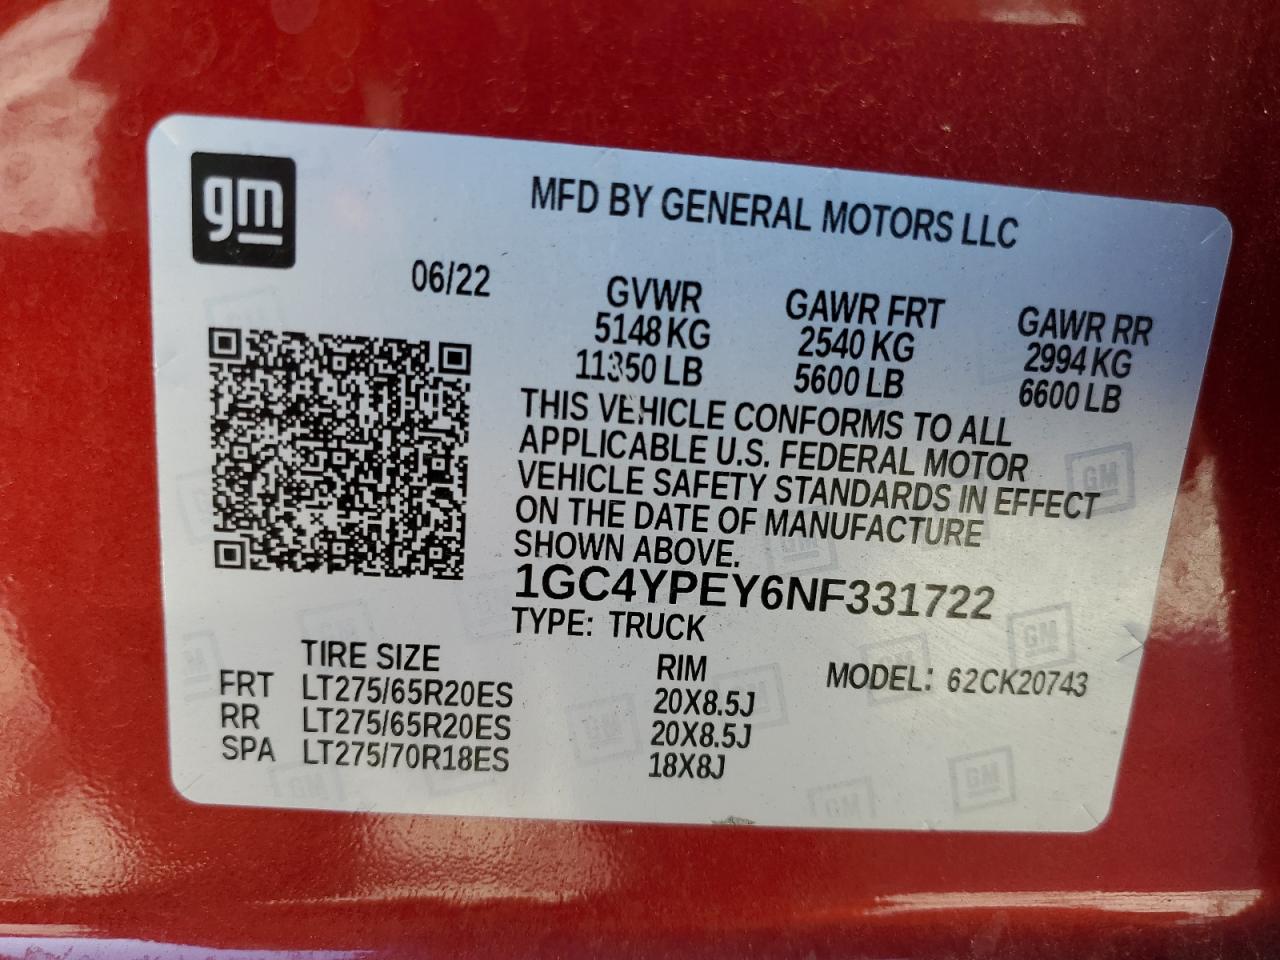 gm
MFD BY GENERAL MOTORS LLC
06/22
GVWR
5148 KG
11350 LB
GAWR FRT
2540 KG
5600 LB
GAWR RR
2994 KG
6600 LB
THIS VEHICLE CONFORMS TO ALL
APPLICABLE U.S. FEDERAL MOTOR
VEHICLE SAFETY STANDARDS IN EFFECT
ON THE DATE OF MANUFACTURE
SHOWN ABOVE.
1GC4YPEY6NF331722
TYPE: TRUCK
MODEL: 62CK20743
TIRE SIZE RIM
FRT LT275/65R20ES 20X8.5J
RR LT275/65R20ES 20X8.5J
SPA LT275/70R18ES 18X8J